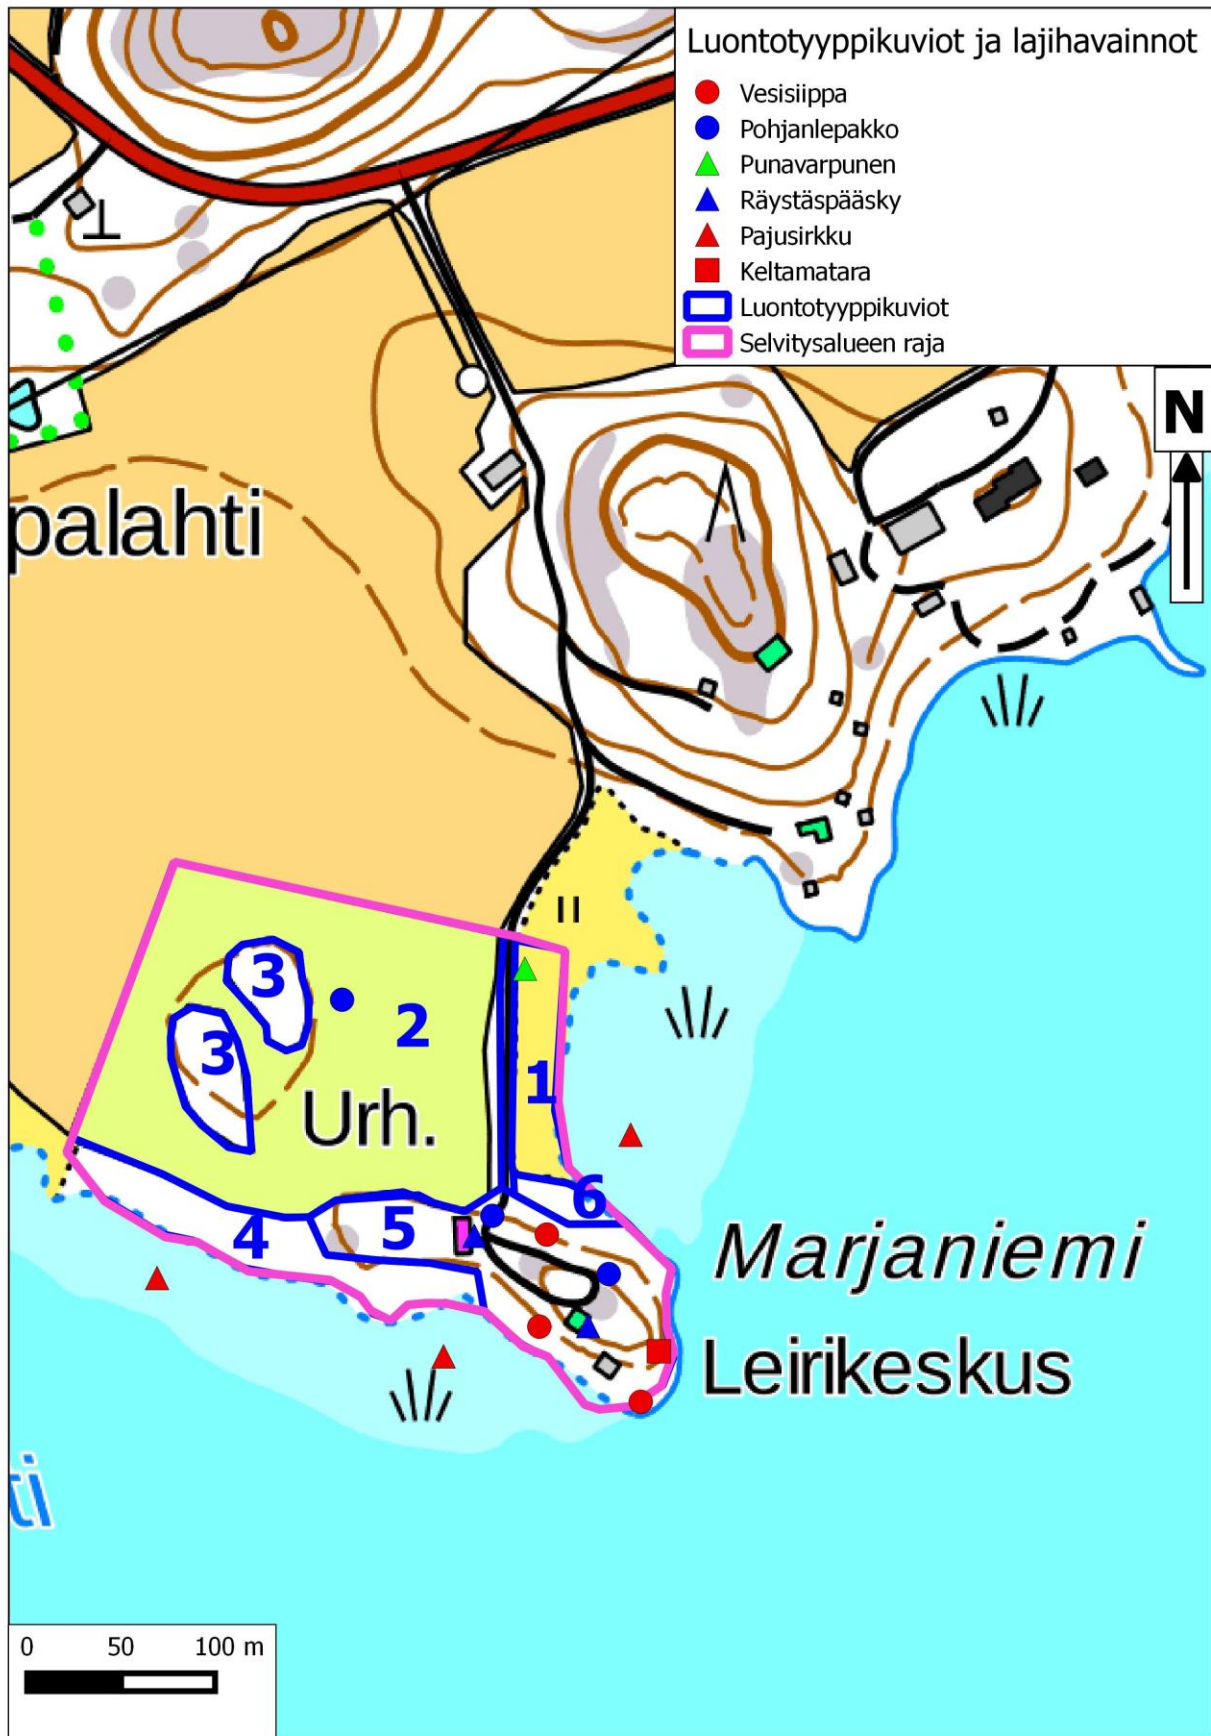 Luontotyyppikuviot ja lajihavainnot
Vesisiippa
Pohjanlepakko
Punavarpunen
Räystäspääsky
Pajusirkku
Keltamatara
Luontotyyppikuviot
Selvitysalueen raja
N
palahti
3
2
3
1
Urh.
6
4
5
Marjaniemi
Leirikeskus
ti
0 50 100 m